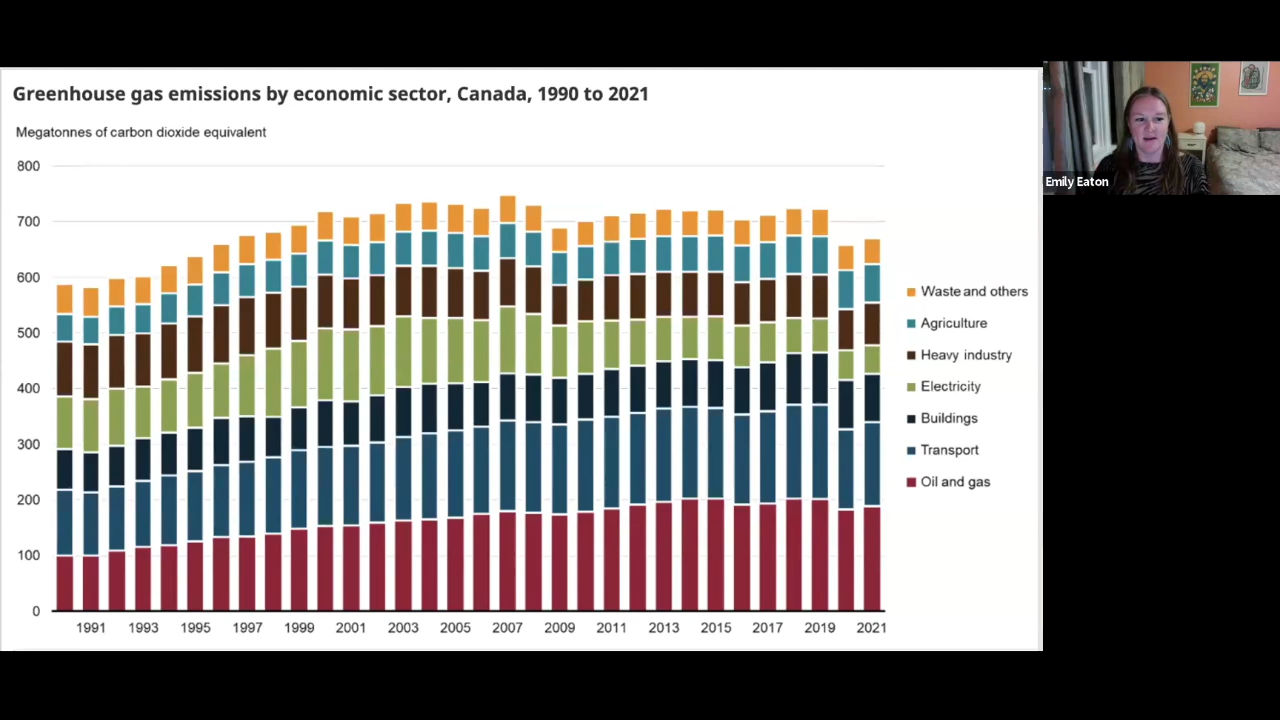 Greenhouse gas emissions by economic sector, Canada, 1990 to 2021
Megatonnes of carbon dioxide equivalent
800
700
600
500
400
300
200
100
0
1991 1993 1995 1997 1999 2001 2003 2005 2007 2009 2011 2013 2015 2017 2019 2021
Waste and others
Agriculture
Heavy industry
Electricity
Buildings
Transport
Oil and gas
Emily Eaton